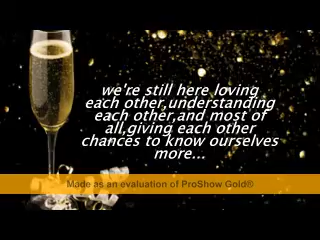 we're still here loving
each other,understanding
each other,and most of
all,giving each other
chances to know ourselves
more...
Made as an evaluation of ProShow Gold®